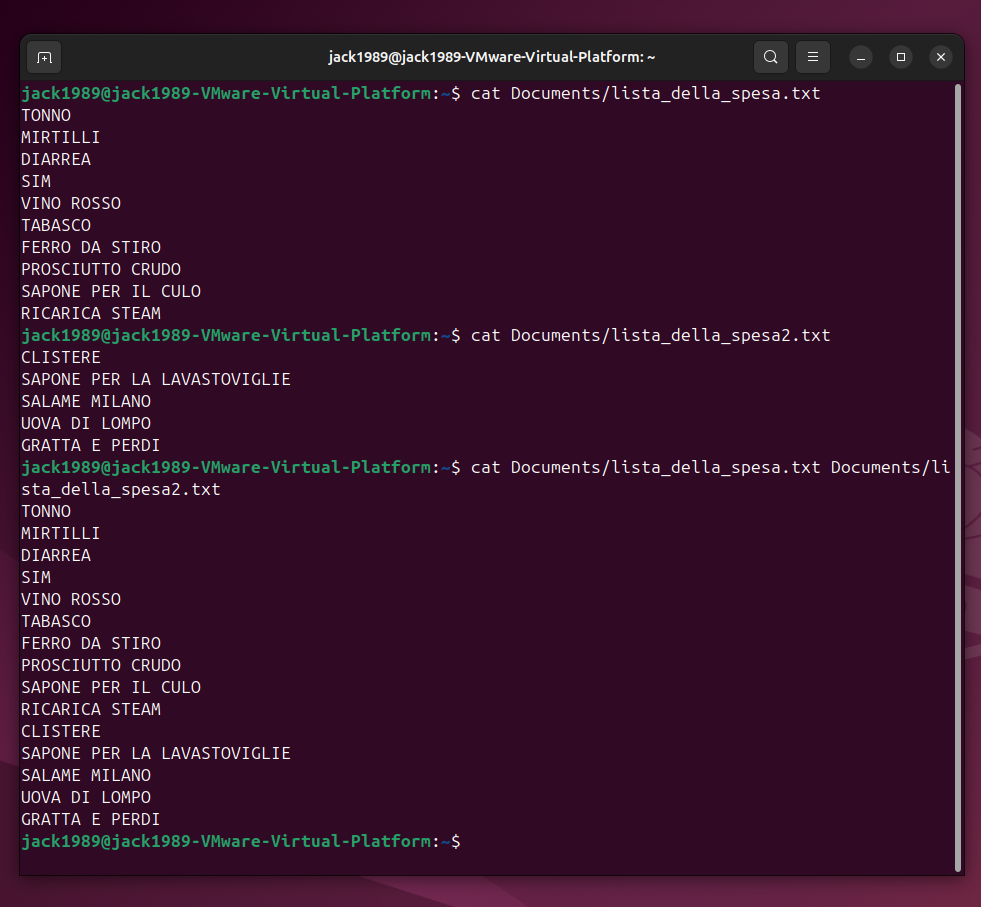 jack1989@jack1989-VMware-Virtual-Platform: ~
jack1989@jack1989-VMware-Virtual-Platform:~$ cat Documents/lista_della_spesa.txt
TONNO
MIRTILLI
DIARREA
SIM
VINO ROSSO
TABASCO
FERRO DA STIRO
PROSCIUTTO CRUDO
SAPONE PER IL CULO
RICARICA STEAM
jack1989@jack1989-VMware-Virtual-Platform:~$ cat Documents/lista_della_spesa2.txt
CLISTERE
SAPONE PER LA LAVASTOVIGLIE
SALAME MILANO
UOVA DI LOMPO
GRATTA E PERDI
jack1989@jack1989-VMware-Virtual-Platform:~$ cat Documents/lista_della_spesa.txt Documents/li
sta_della_spesa2.txt
TONNO
MIRTILLI
DIARREA
SIM
VINO ROSSO
TABASCO
FERRO DA STIRO
PROSCIUTTO CRUDO
SAPONE PER IL CULO
RICARICA STEAM
CLISTERE
SAPONE PER LA LAVASTOVIGLIE
SALAME MILANO
UOVA DI LOMPO
GRATTA E PERDI
jack1989@jack1989-VMware-Virtual-Platform:~$